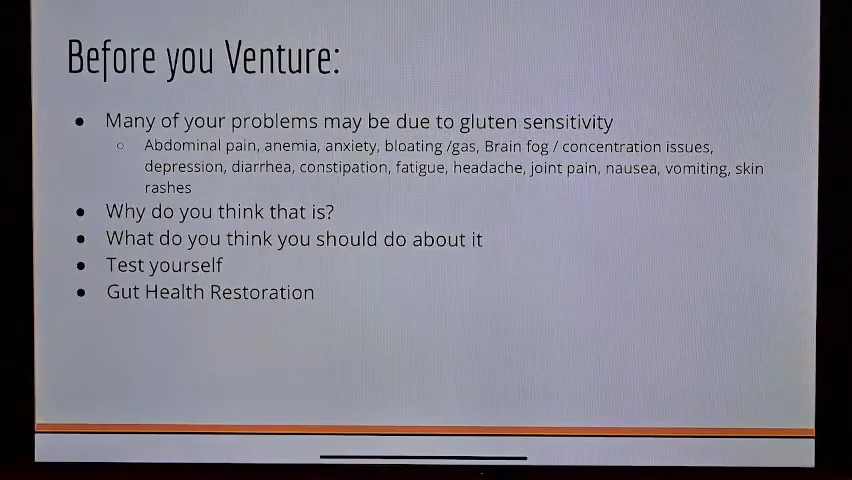 Before you Venture:
● Many of your problems may be due to gluten sensitivity
○ Abdominal pain, anemia, anxiety, bloating /gas, Brain fog / concentration issues,
depression, diarrhea, constipation, fatigue, headache, joint pain, nausea, vomiting, skin
rashes
● Why do you think that is?
● What do you think you should do about it
● Test yourself
● Gut Health Restoration